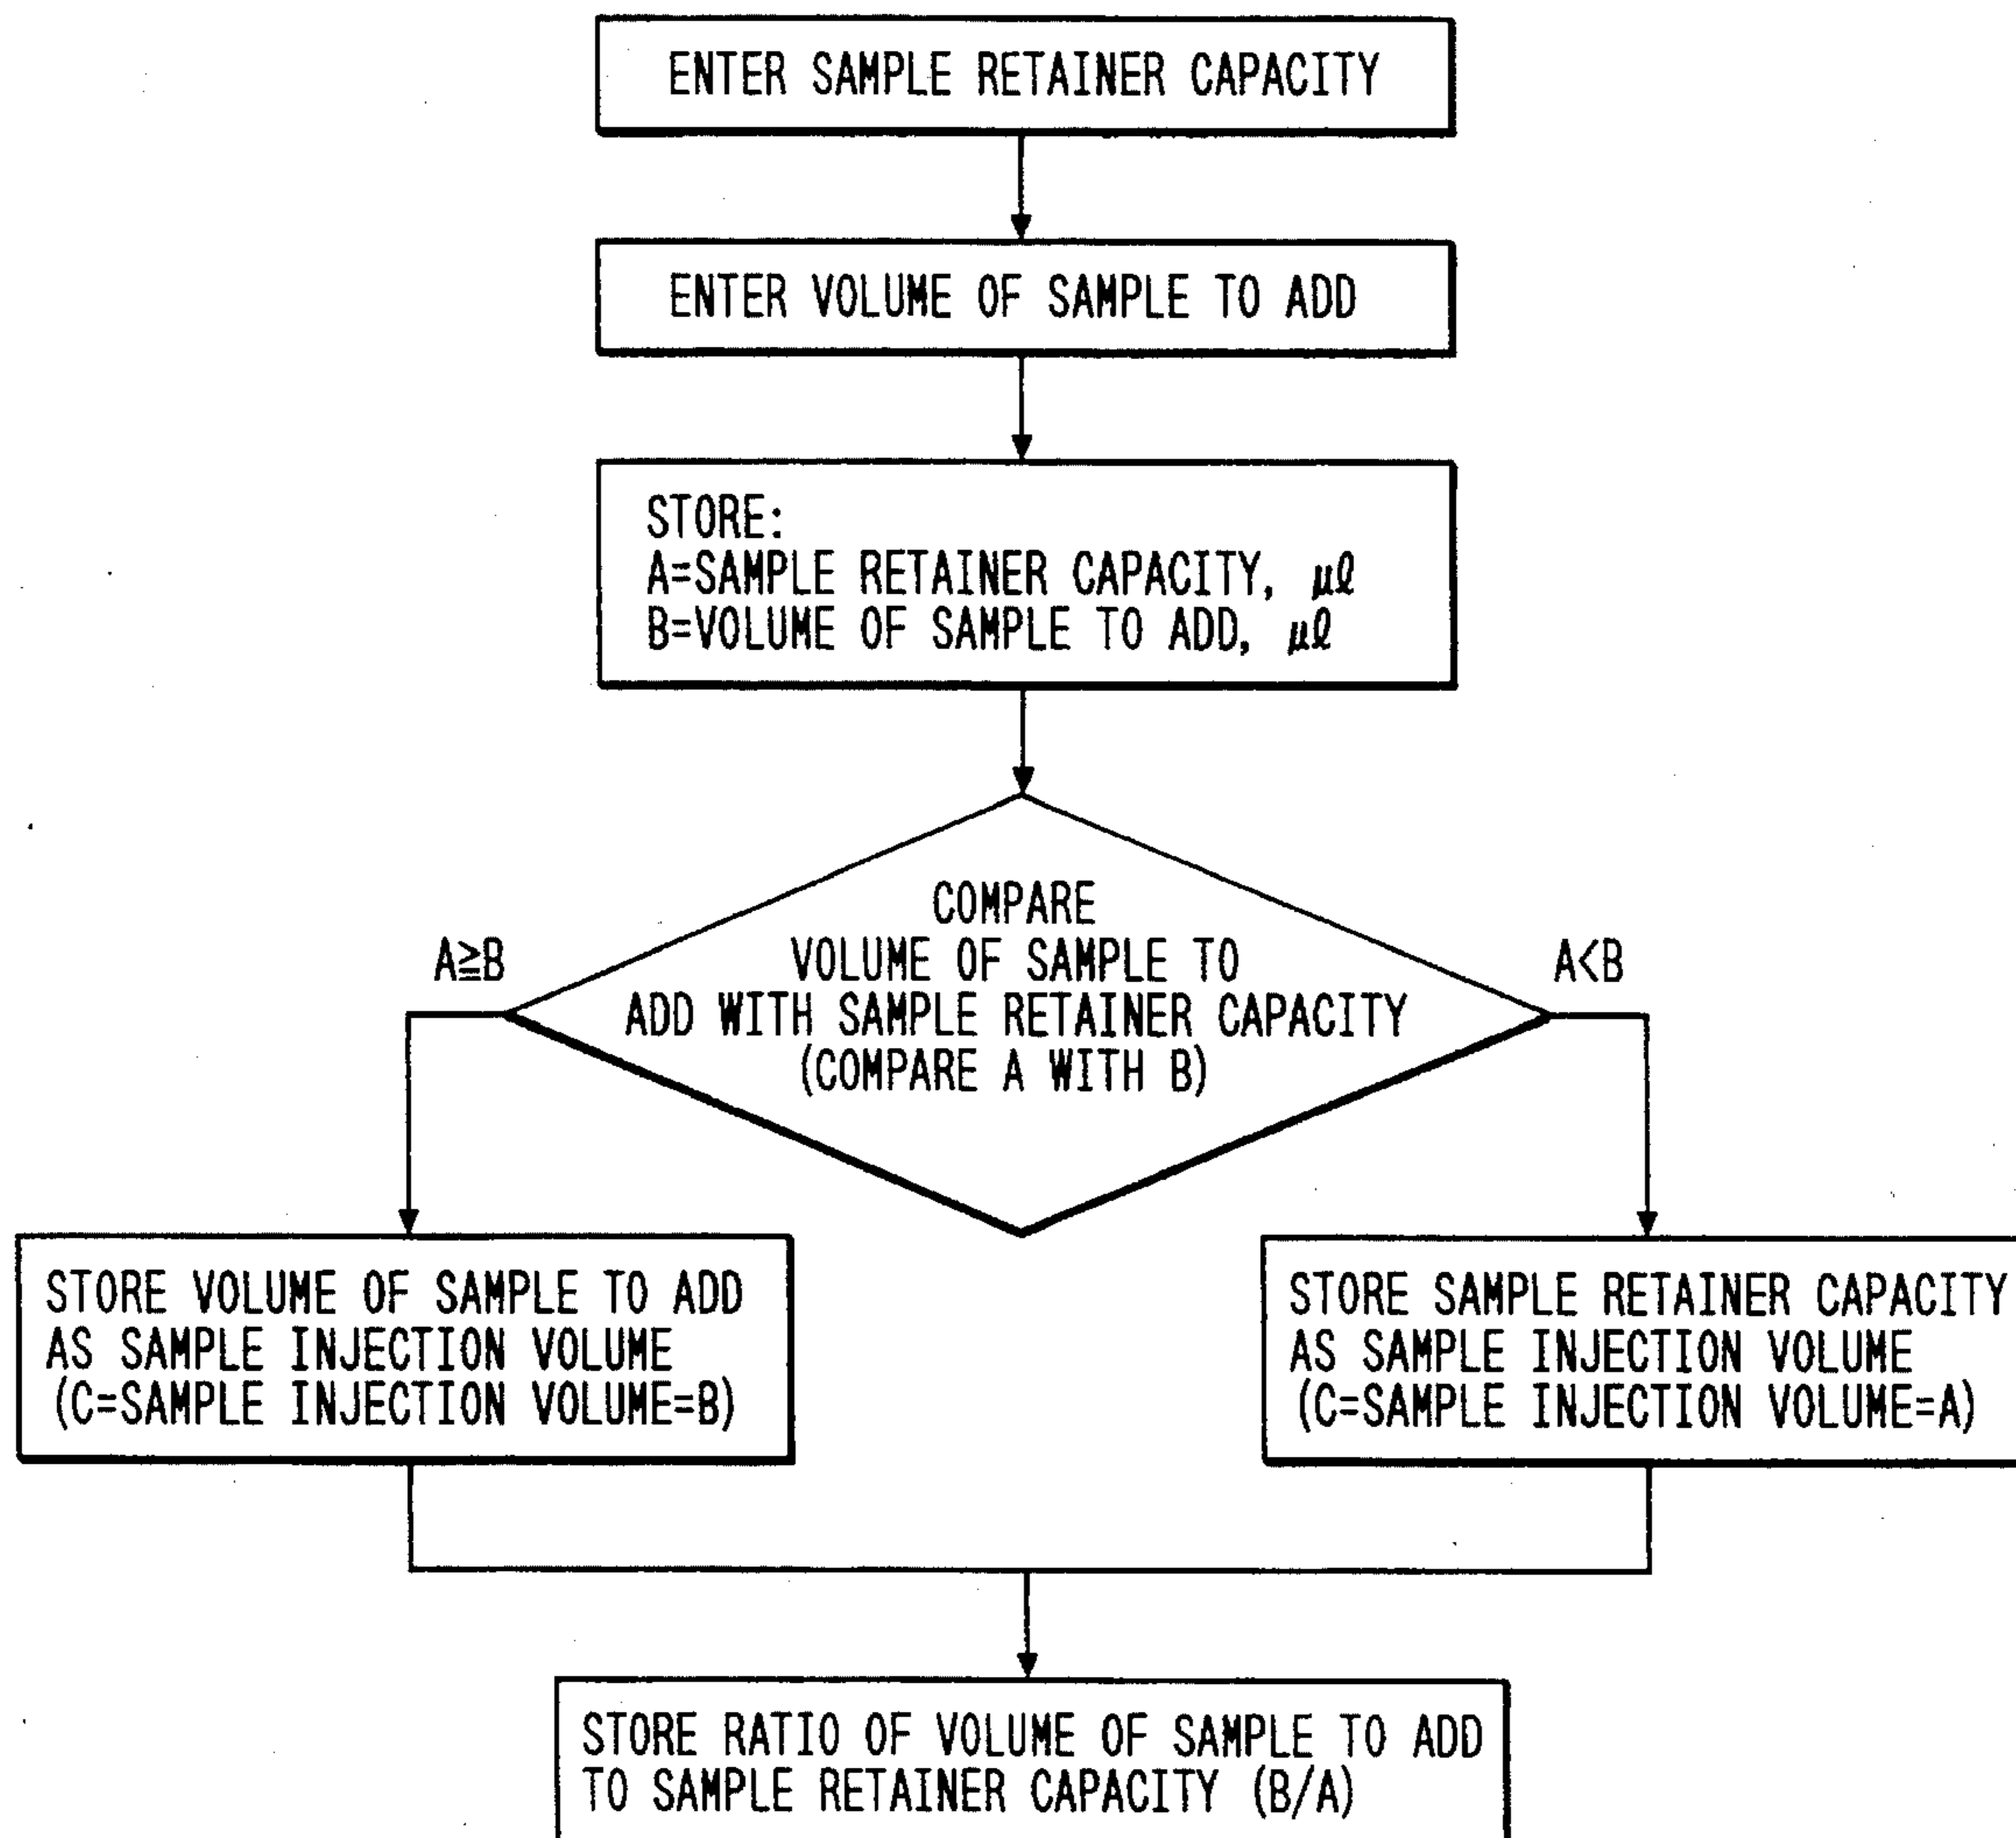 ENTER SAMPLE RETAINER CAPACITY
ENTER VOLUME OF SAMPLE TO ADD
STORE:
A=SAMPLE RETAINER CAPACITY, μℓ
B=VOLUME OF SAMPLE TO ADD, μℓ
COMPARE
VOLUME OF SAMPLE TO
ADD WITH SAMPLE RETAINER CAPACITY
(COMPARE A WITH B)
A≧B
A<B
STORE VOLUME OF SAMPLE TO ADD
AS SAMPLE INJECTION VOLUME
(C=SAMPLE INJECTION VOLUME=B)
STORE SAMPLE RETAINER CAPACITY
AS SAMPLE INJECTION VOLUME
(C=SAMPLE INJECTION VOLUME=A)
STORE RATIO OF VOLUME OF SAMPLE TO ADD
TO SAMPLE RETAINER CAPACITY (B/A)